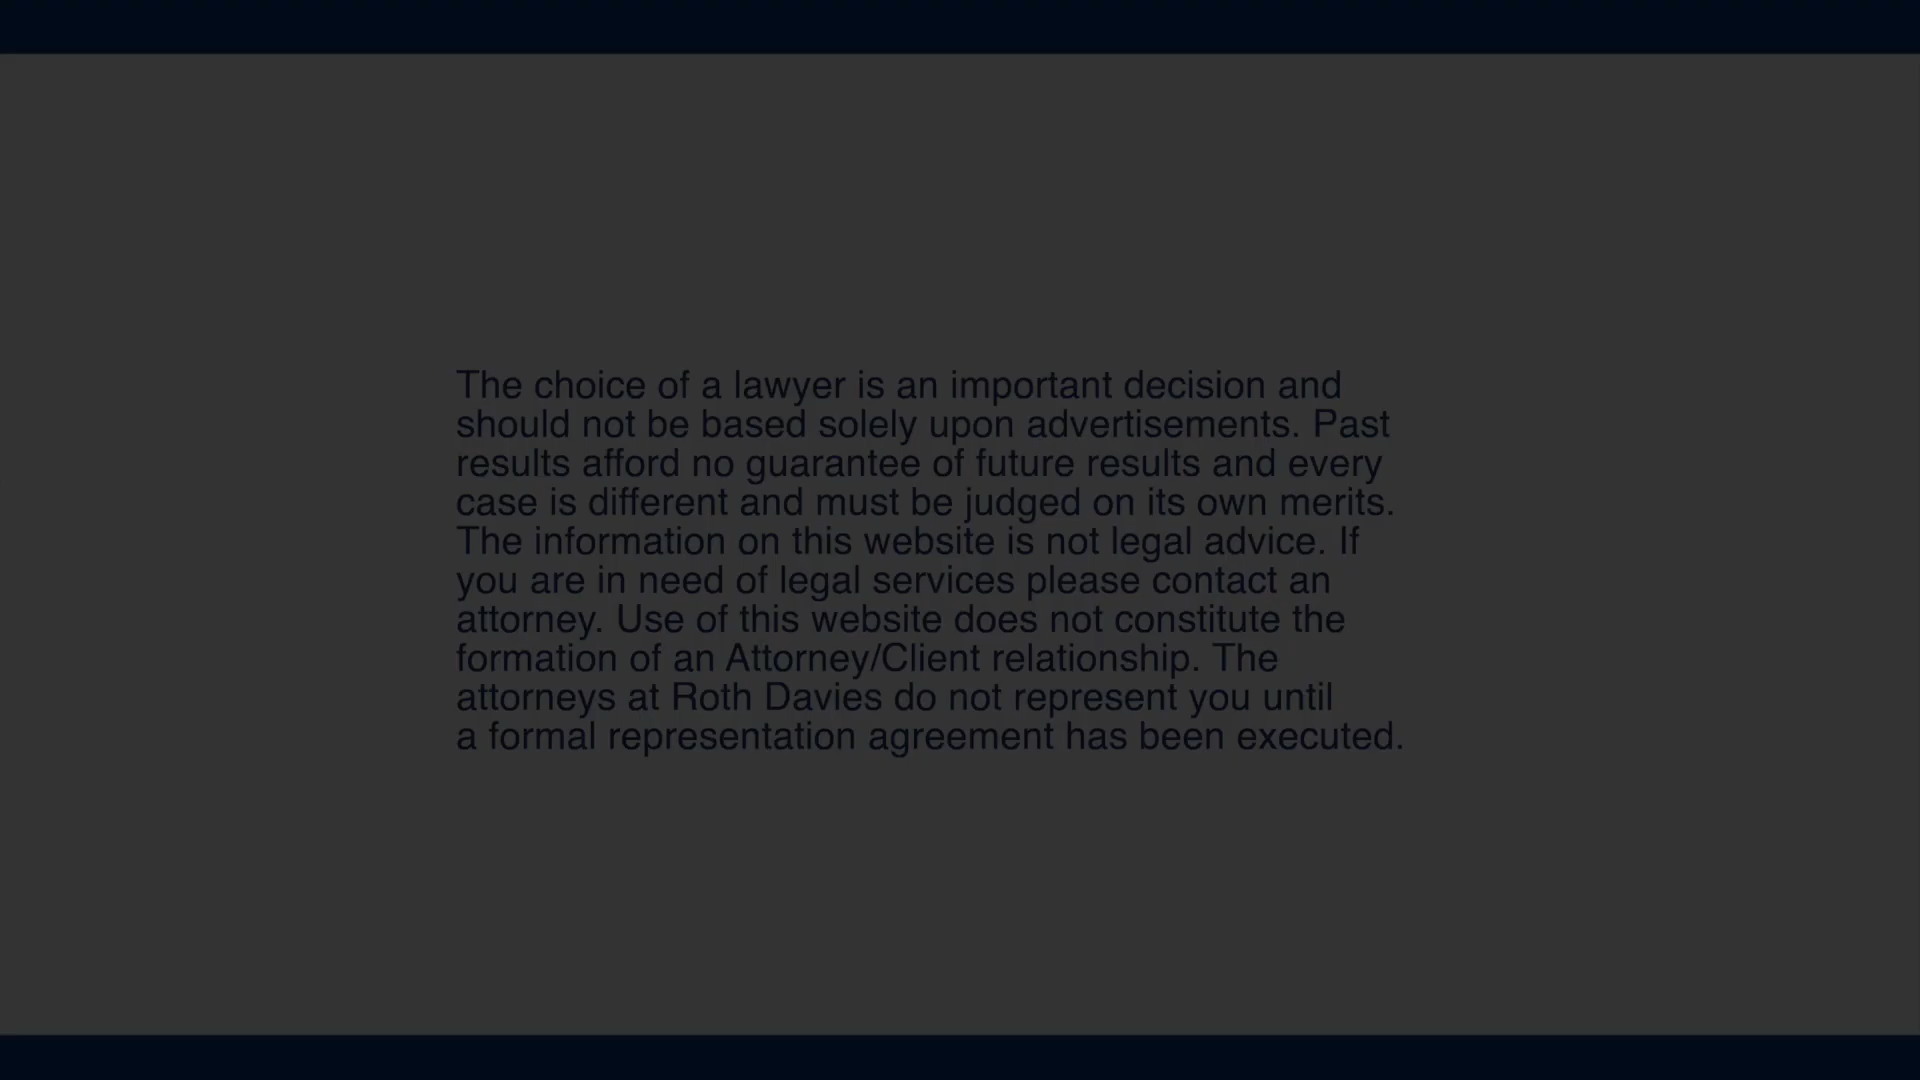 The choice of a lawyer is an important decision and
should not be based solely upon advertisements. Past
results afford no guarantee of future results and every
case is different and must be judged on its own merits.
The information on this website is not legal advice. If
you are in need of legal services please contact an
attorney. Use of this website does not constitute the
formation of an Attorney/Client relationship. The
attorneys at Roth Davies do not represent you until
a formal representation agreement has been executed.